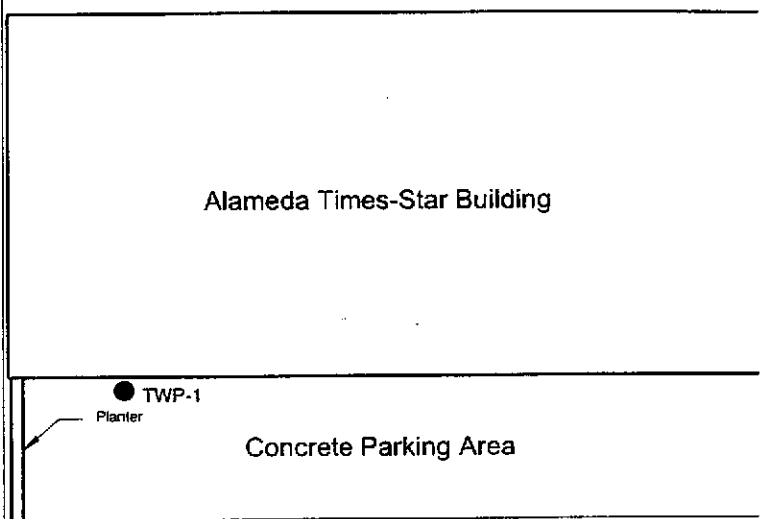 Alameda Times-Star Building
TWP-1
Planter
Concrete Parking Area